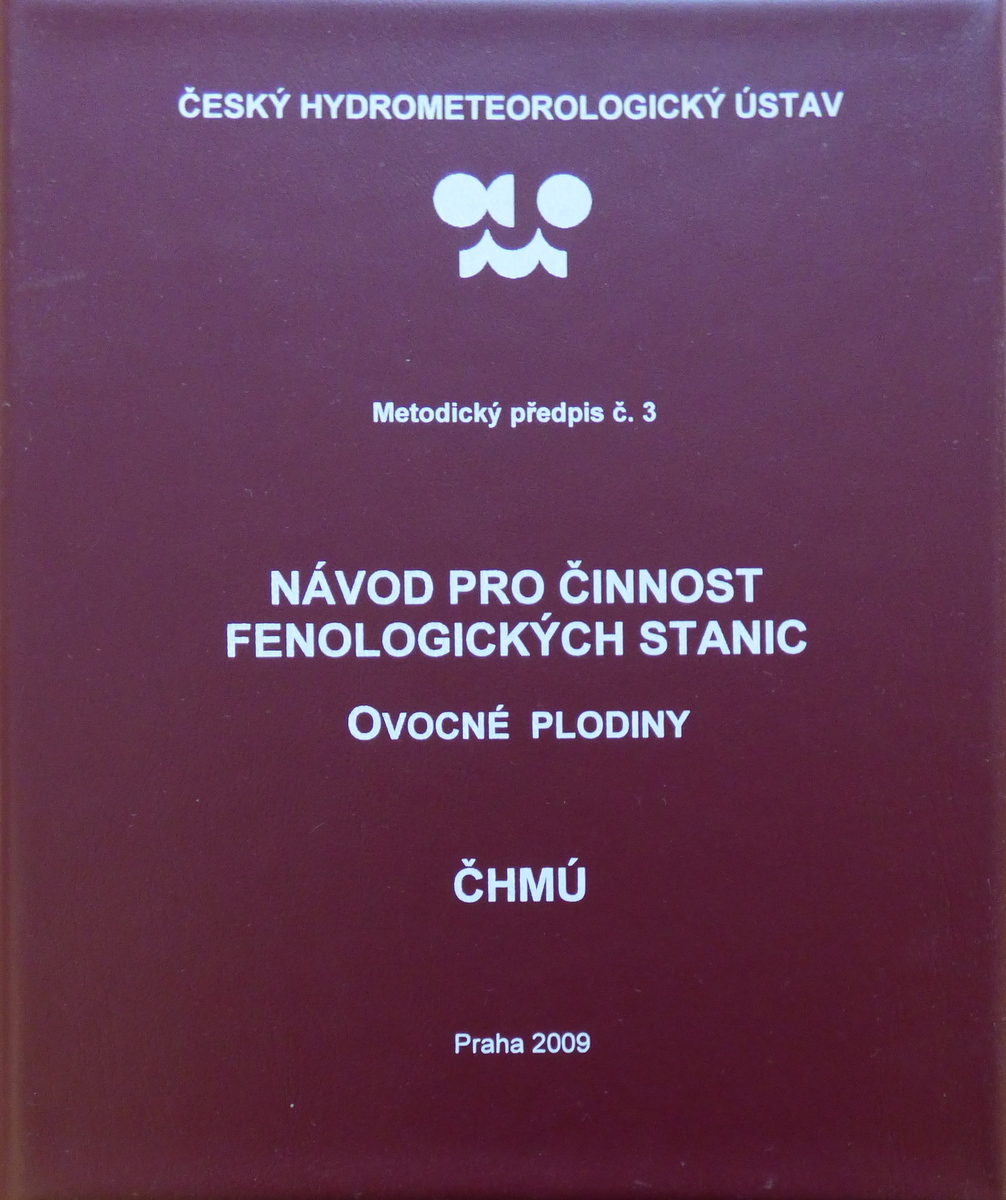 ČESKÝ HYDROMETEOROLOGICKÝ ÚSTAV
Metodický předpis č. 3
NÁVOD PRO ČINNOST
FENOLOGICKÝCH STANIC
OVOCNÉ PLODINY
ČHMÚ
Praha 2009